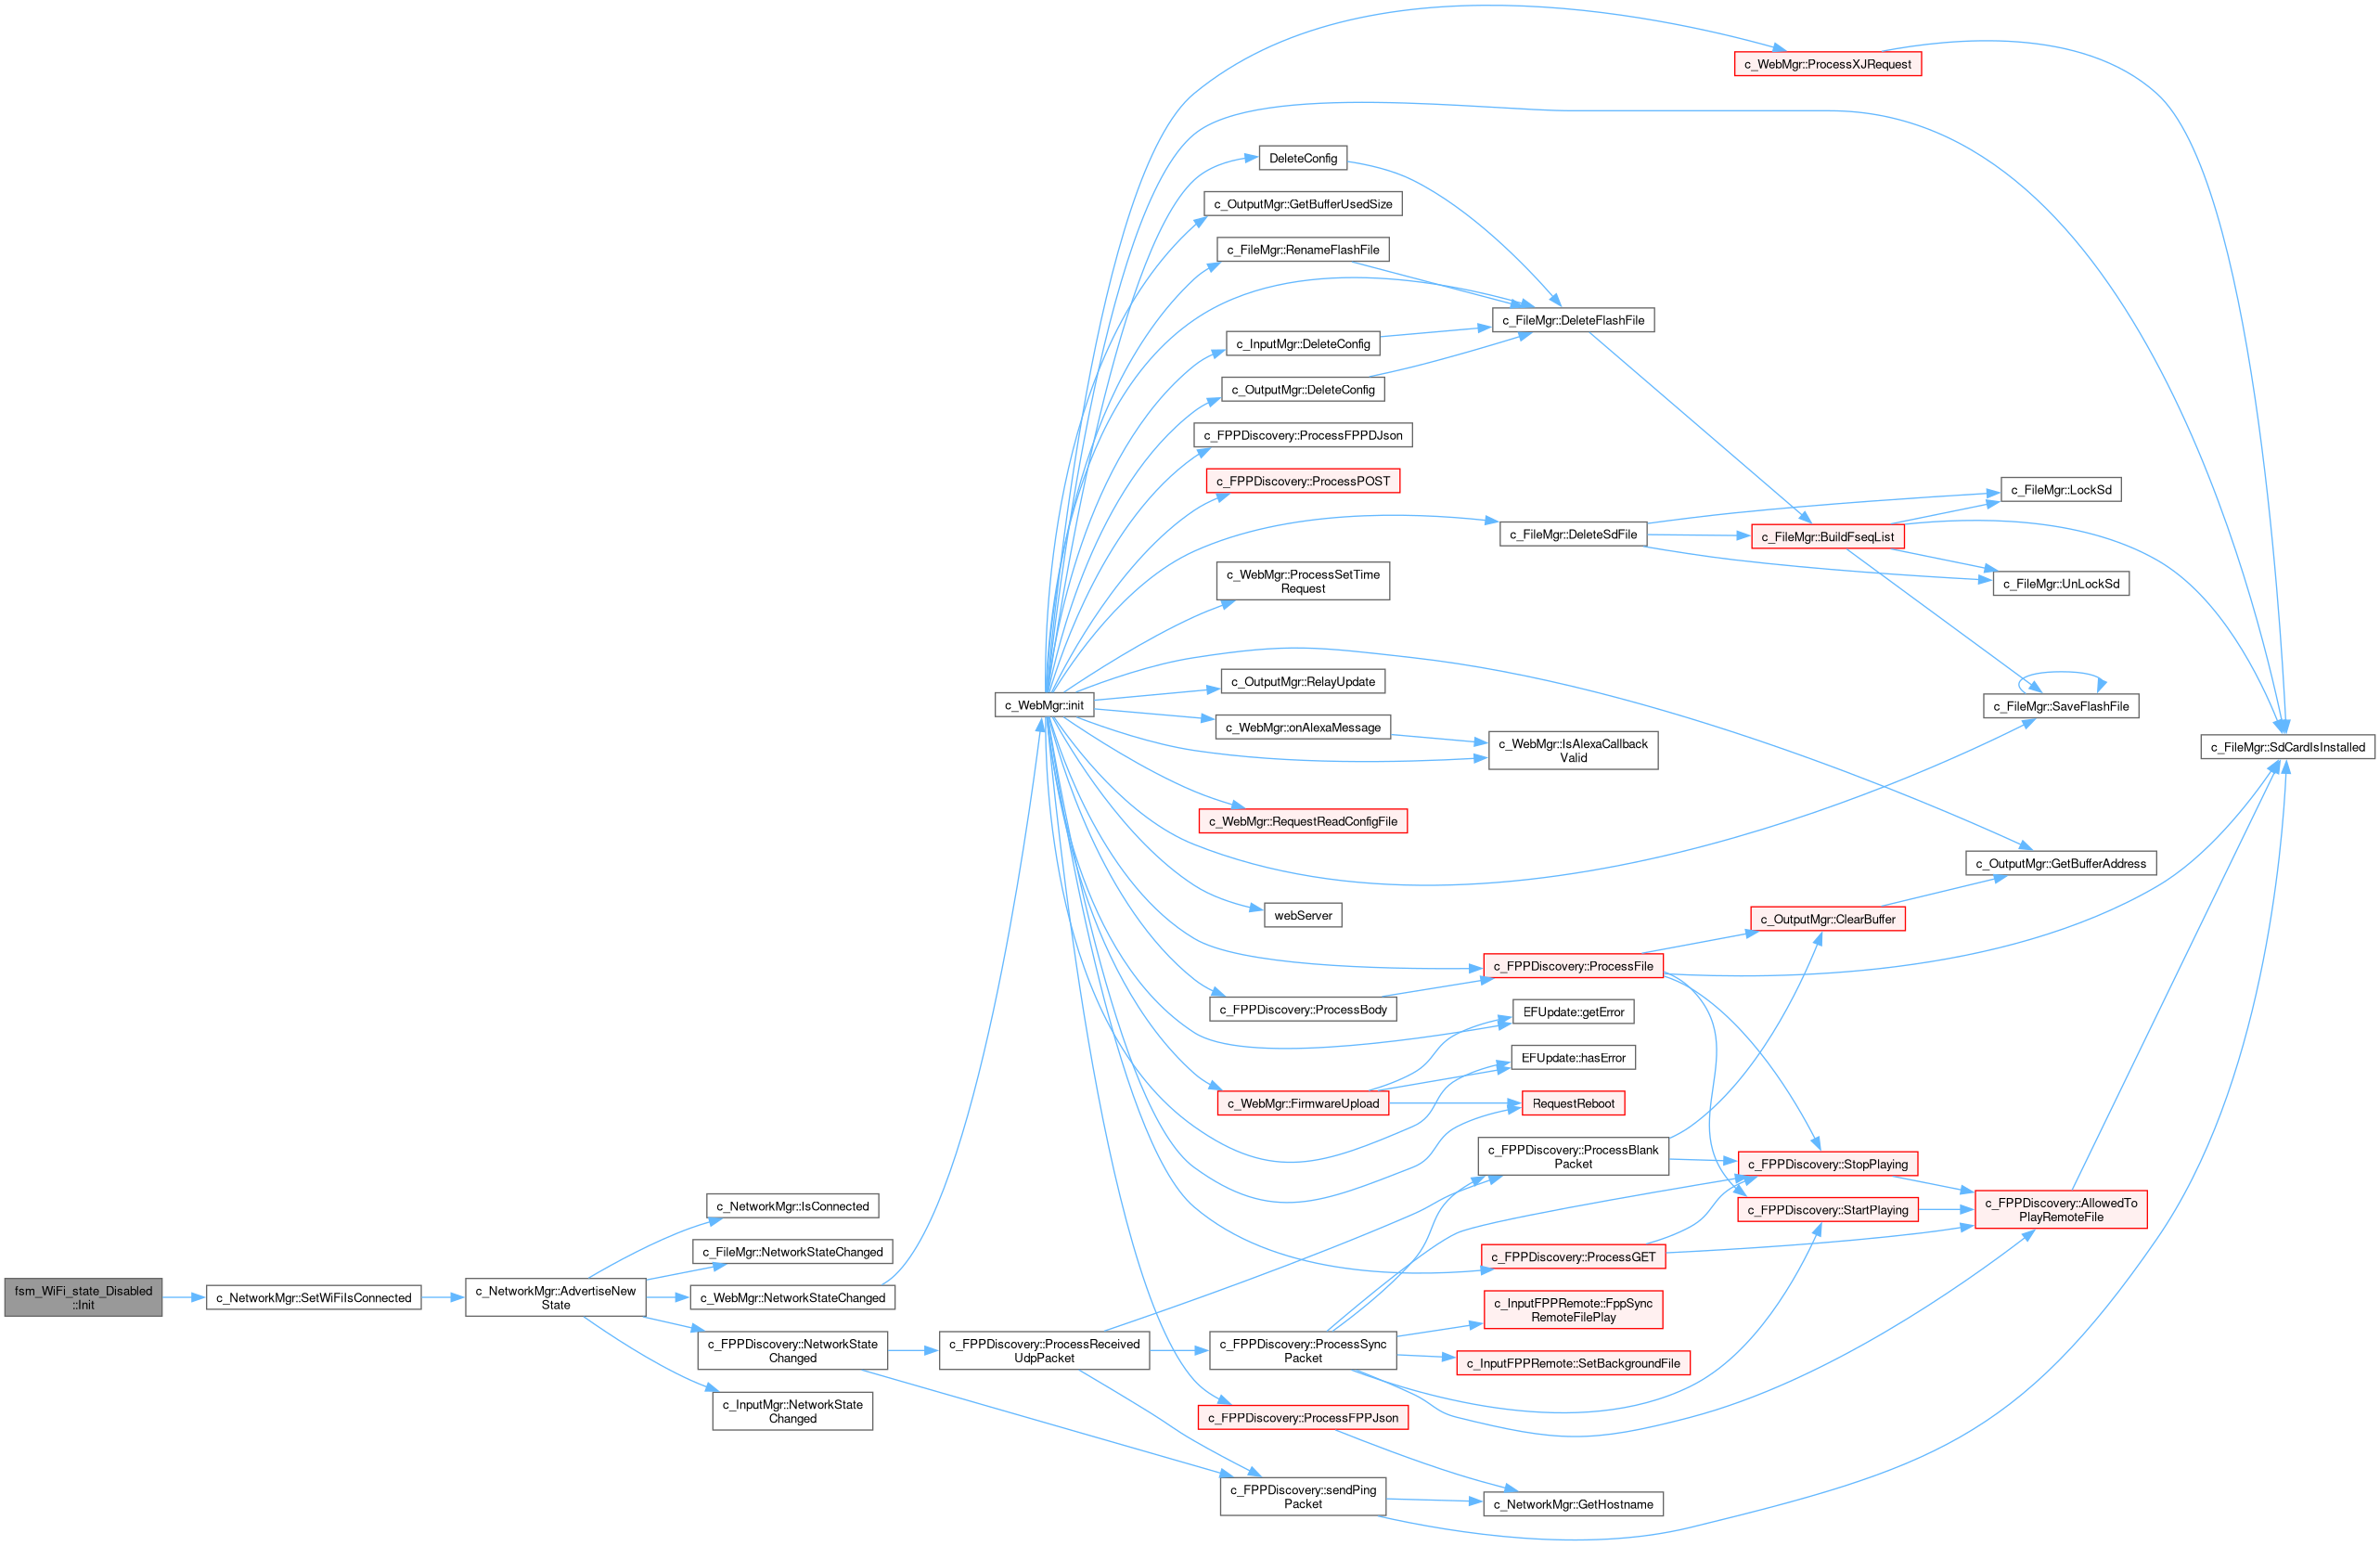 fsm_WiFi_state_Disabled
::Init
c_NetworkMgr::SetWiFiIsConnected
c_NetworkMgr::AdvertiseNew
State
c_NetworkMgr::IsConnected
c_FileMgr::NetworkStateChanged
c_WebMgr::NetworkStateChanged
c_FPPDiscovery::NetworkState
Changed
c_InputMgr::NetworkState
Changed
c_WebMgr::init
c_FPPDiscovery::ProcessReceived
UdpPacket
DeleteConfig
c_OutputMgr::GetBufferUsedSize
c_FileMgr::RenameFlashFile
c_InputMgr::DeleteConfig
c_OutputMgr::DeleteConfig
c_FPPDiscovery::ProcessFPPDJson
c_FPPDiscovery::ProcessPOST
c_WebMgr::ProcessSetTime
Request
c_OutputMgr::RelayUpdate
c_WebMgr::onAlexaMessage
c_WebMgr::RequestReadConfigFile
webServer
c_FPPDiscovery::ProcessBody
c_WebMgr::FirmwareUpload
c_FPPDiscovery::ProcessSync
Packet
c_FPPDiscovery::ProcessFPPJson
c_FPPDiscovery::sendPing
Packet
c_FileMgr::DeleteFlashFile
c_FileMgr::DeleteSdFile
c_WebMgr::IsAlexaCallback
Valid
c_FPPDiscovery::ProcessFile
EFUpdate::getError
EFUpdate::hasError
RequestReboot
c_FPPDiscovery::ProcessBlank
Packet
c_FPPDiscovery::ProcessGET
c_InputFPPRemote::FppSync
RemoteFilePlay
c_InputFPPRemote::SetBackgroundFile
c_NetworkMgr::GetHostname
c_WebMgr::ProcessXJRequest
c_FileMgr::BuildFseqList
c_OutputMgr::ClearBuffer
c_FPPDiscovery::StopPlaying
c_FPPDiscovery::StartPlaying
c_FileMgr::LockSd
c_FileMgr::UnLockSd
c_FileMgr::SaveFlashFile
c_OutputMgr::GetBufferAddress
c_FPPDiscovery::AllowedTo
PlayRemoteFile
c_FileMgr::SdCardIsInstalled